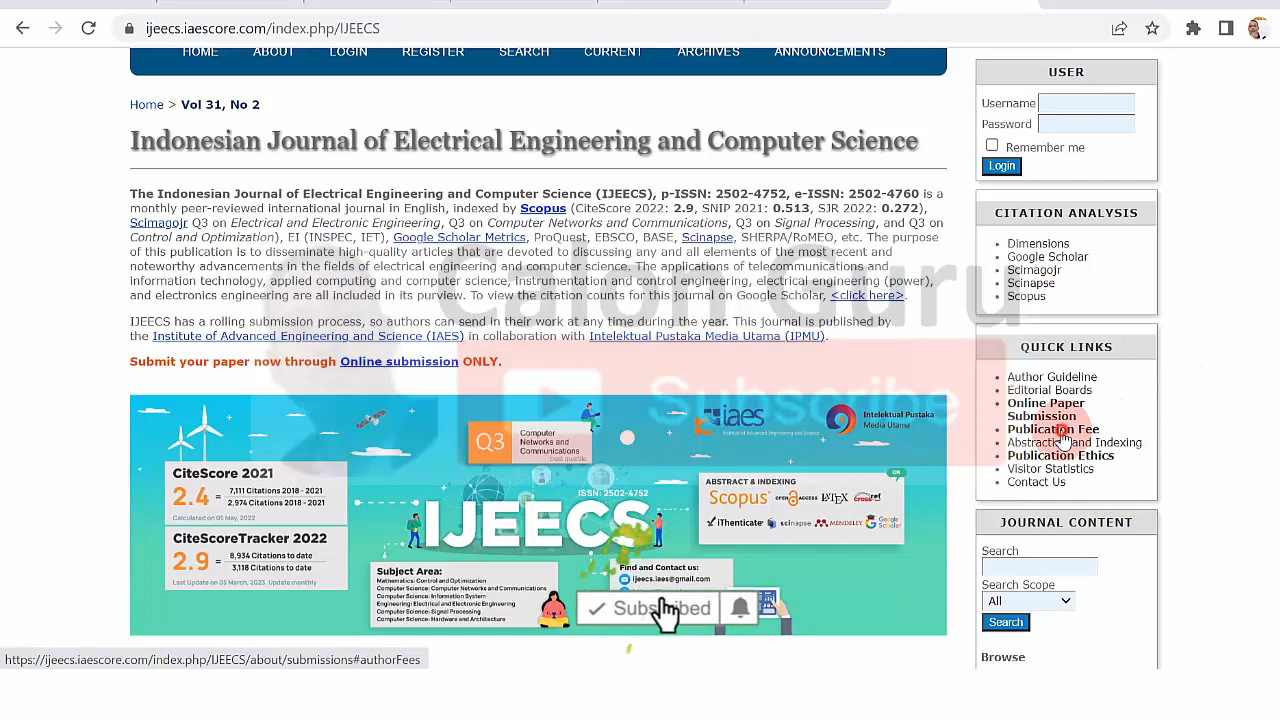 ijeecs.iaescore.com/index.php/IJEECS
HOME ABOUT LOGIN REGISTER SEARCH CURRENT ARCHIVES ANNOUNCEMENTS
Home > Vol 31, No 2
Indonesian Journal of Electrical Engineering and Computer Science
The Indonesian Journal of Electrical Engineering and Computer Science (IJEECS), p-ISSN: 2502-4752, e-ISSN: 2502-4760 is a
monthly peer-reviewed international journal in English, indexed by Scopus (CiteScore 2022: 2.9, SNIP 2021: 0.513, SJR 2022: 0.272),
Scimagojr Q3 on Electrical and Electronic Engineering, Q3 on Computer Networks and Communications, Q3 on Signal Processing, and Q3 on
Control and Optimization), EI (INSPEC, IET), Google Scholar Metrics, ProQuest, EBSCO, BASE, Scinapse, SHERPA/RoMEO, etc. The purpose
of this publication is to disseminate high-quality articles that are devoted to discussing any and all elements of the most recent and
noteworthy advancements in the fields of electrical engineering and computer science. The applications of telecommunications and
information technology, applied computing and computer science, instrumentation and control engineering, electrical engineering (power),
and electronics engineering are all included in its purview. To view the citation counts for this journal on Google Scholar, <click here>.
IJEECS has a rolling submission process, so authors can send in their work at any time during the year. This journal is published by
the Institute of Advanced Engineering and Science (IAES) in collaboration with Intelektual Pustaka Media Utama (IPMU).
Submit your paper now through Online submission ONLY.
Calon Guru
Subscribe
CiteScore 2021
2.4 = 7,111 Citations 2018 - 2021
2,974 Citations 2018 - 2021
Calculated on 05 May, 2022
CiteScoreTracker 2022
2.9 = 8,934 Citations to date
3,118 Citations to date
Last Update on 05 March, 2023. Update monthly
Q3 Computer
Networks and
Communications
best quartile
iaes
Intelektual Pustaka
Media Utama
ISSN: 2502-4752
IJEECS
ABSTRACT & INDEXING
Scopus OPEN ACCESS LATEX crossref
iThenticate scinapse MENDELEY Google Scholar
Subject Area:
Mathematics: Control and Optimization
Computer Science: Computer Networks and Communications
Computer Science: Information System
Engineering: Electrical and Electronic Engineering
Computer Science: Signal Processing
Computer Science: Hardware and Architecture
Find and Contact us:
ijeecs.iaes@gmail.com
Subscribed
USER
Username
Password
Remember me
Login
CITATION ANALYSIS
Dimensions
Google Scholar
Scimagojr
Scinapse
Scopus
QUICK LINKS
Author Guideline
Editorial Boards
Online Paper
Submission
Publication Fee
Abstracting and Indexing
Publication Ethics
Visitor Statistics
Contact Us
JOURNAL CONTENT
Search
Search Scope
All
Search
Browse
https://ijeecs.iaescore.com/index.php/IJEECS/about/submissions#authorFees